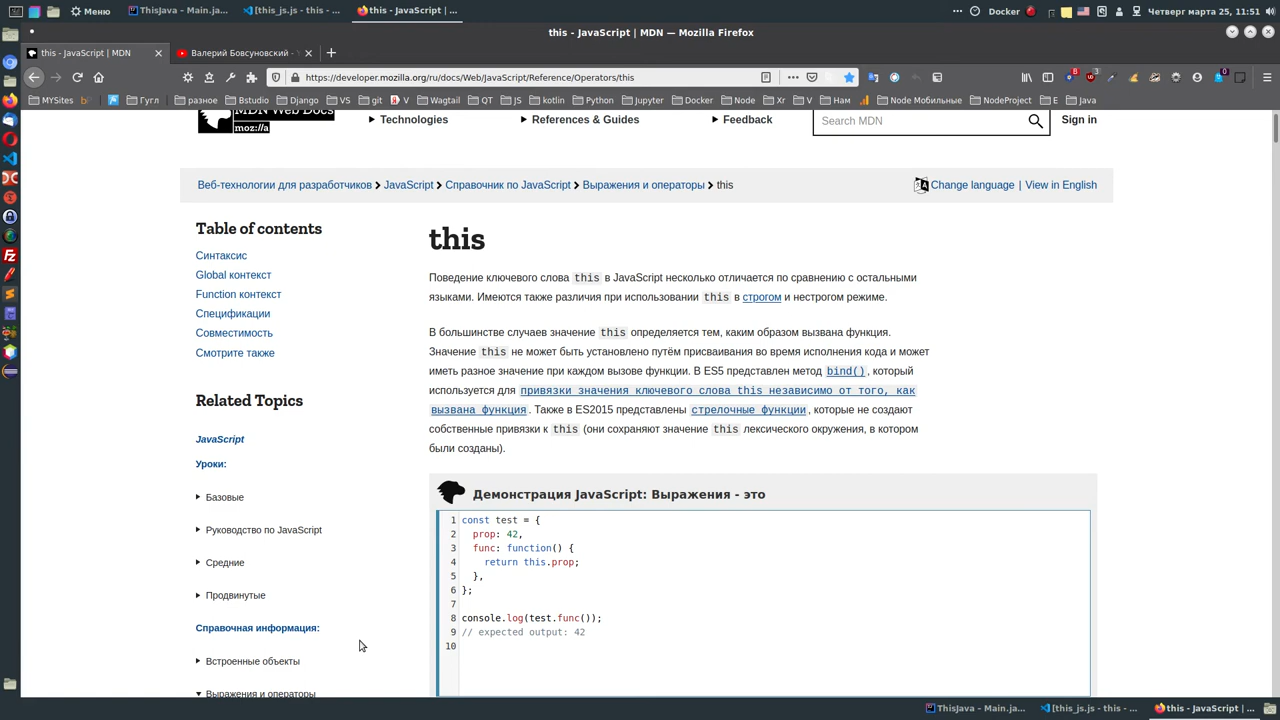 Меню
ThisJava – Main.ja...
[this_js.js - this - ...
this - JavaScript | ...
Docker
Четверг марта 25, 11:51
this - JavaScript | MDN — Mozilla Firefox
this - JavaScript | MDN
Валерий Бовсуновский -
https://developer.mozilla.org/ru/docs/Web/JavaScript/Reference/Operators/this
MYSites
Гугл
разное
Bstudio
Django
VS
git
V
Wagtail
QT
JS
kotlin
Python
Jupyter
Docker
Node
Xr
V
Нам
Node Мобильные
NodeProject
E
Java
MDN Web Docs
moz://a
Technologies
References & Guides
Feedback
Search MDN
Sign in
Веб-технологии для разработчиков
JavaScript
Справочник по JavaScript
Выражения и операторы
this
Change language | View in English
Table of contents
Синтаксис
Global контекст
Function контекст
Спецификации
Совместимость
Смотрите также
Related Topics
JavaScript
Уроки:
Базовые
Руководство по JavaScript
Средние
Продвинутые
Справочная информация:
Встроенные объекты
Выражения и операторы
this
Поведение ключевого слова this в JavaScript несколько отличается по сравнению с остальными
языками. Имеются также различия при использовании this в строгом и нестрогом режиме.
В большинстве случаев значение this определяется тем, каким образом вызвана функция.
Значение this не может быть установлено путём присваивания во время исполнения кода и может
иметь разное значение при каждом вызове функции. В ES5 представлен метод bind(), который
используется для привязки значения ключевого слова this независимо от того, как
вызвана функция. Также в ES2015 представлены стрелочные функции, которые не создают
собственные привязки к this (они сохраняют значение this лексического окружения, в котором
были созданы).
Демонстрация JavaScript: Выражения - это
1 const test = {
2 prop: 42,
3 func: function() {
4 return this.prop;
5 },
6 };
7
8 console.log(test.func());
9 // expected output: 42
10
ThisJava – Main.ja...
[this_js.js - this - ...
this - JavaScript | ...